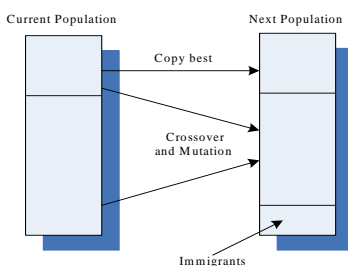 Current Population
Next Population
Copy best
Crossover
and Mutation
Immigrants